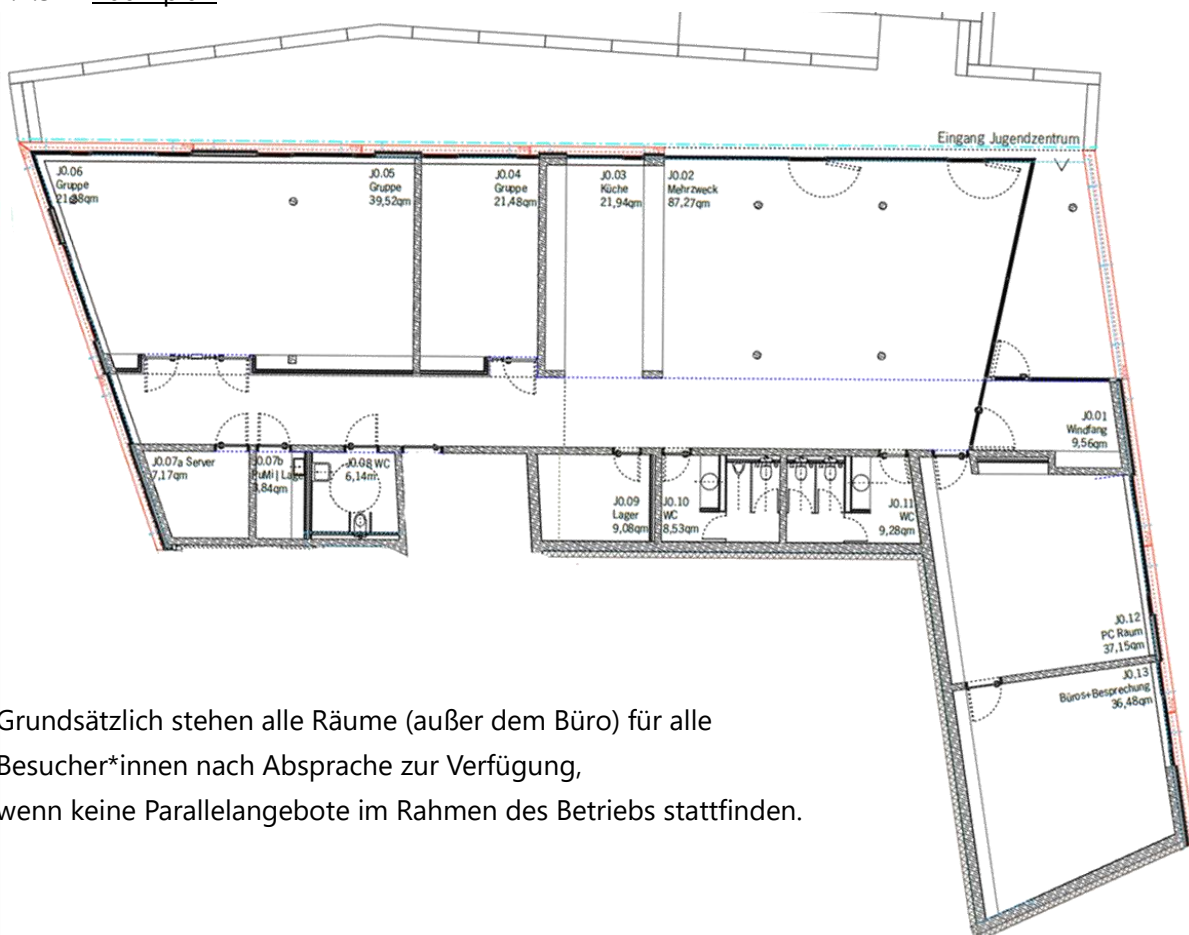 Eingang Jugendzentrum
J0.06
Gruppe
J0.05
Gruppe
39,52qm
J0.04
Gruppe
21,48qm
J0.03
Küche
21,94qm
J0.02
Mehrzweck
87,27qm
J0.01
Windfang
9,56qm
J0.07a Server
7,17qm
J0.08 WC
6,14m²
J0.09
Lager
9,08qm
J0.10
WC
8,53qm
J0.11
WC
9,28qm
J0.12
PC Raum
37,15qm
J0.13
Büros+Besprechung
36,48qm
Grundsätzlich stehen alle Räume (außer dem Büro) für alle
Besucher*innen nach Absprache zur Verfügung,
wenn keine Parallelangebote im Rahmen des Betriebs stattfinden.